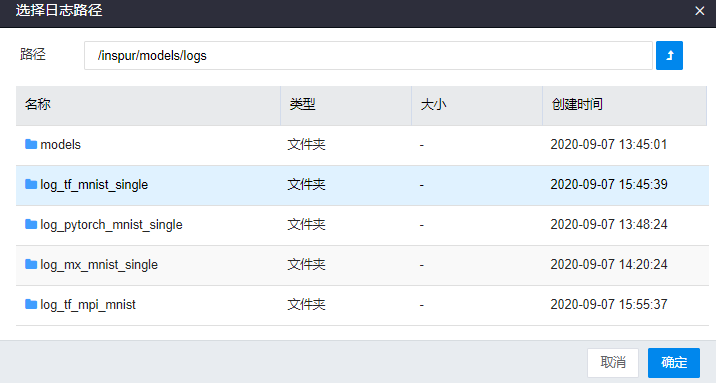 选择日志路径 ×
路径 /inspur/models/logs
名称 类型 大小 创建时间
models 文件夹 - 2020-09-07 13:45:01
log_tf_mnist_single 文件夹 - 2020-09-07 15:45:39
log_pytorch_mnist_single 文件夹 - 2020-09-07 13:48:24
log_mx_mnist_single 文件夹 - 2020-09-07 14:20:24
log_tf_mpi_mnist 文件夹 - 2020-09-07 15:55:37
取消 确定